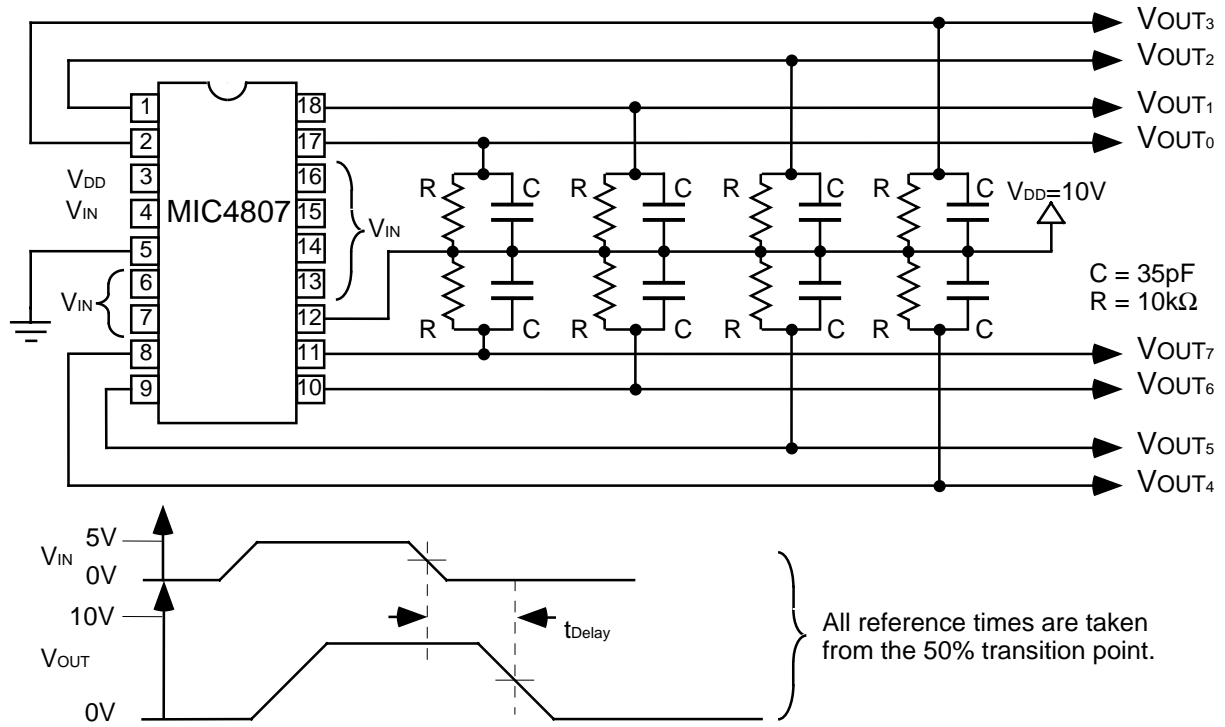 VOUT3
VOUT2
VOUT1
VOUT0
1
2
3
4
5
6
7
8
9
MIC4807
18
17
16
15
14
13
12
11
10
VDD
VIN
VIN
VIN
R
C
R
C
R
C
R
C
VDD=10V
R
C
R
C
R
C
R
C
C = 35pF
R = 10kΩ
VOUT7
VOUT6
VOUT5
VOUT4
VIN
5V
0V
10V
VOUT
0V
tDelay
All reference times are taken
from the 50% transition point.